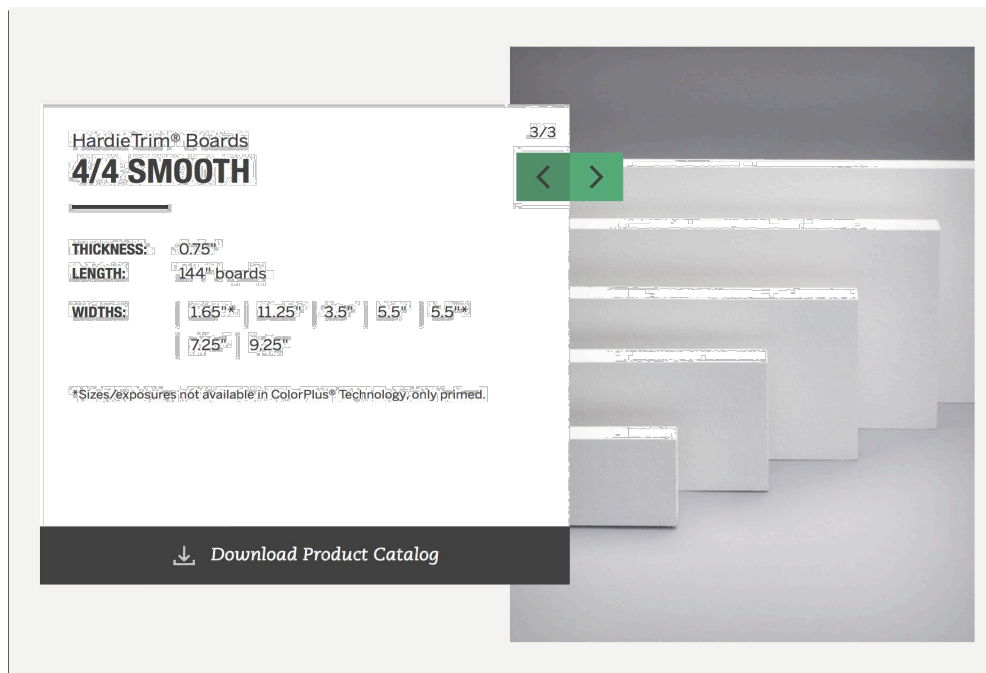 HardieTrim® Boards
3/3
4/4 SMOOTH
THICKNESS: 0.75"
LENGTH: 144" boards
WIDTHS: 1.65"* 11.25" 3.5" 5.5" 5.5"*
7.25" 9.25"
*Sizes/exposures not available in ColorPlus® Technology, only primed.
Download Product Catalog